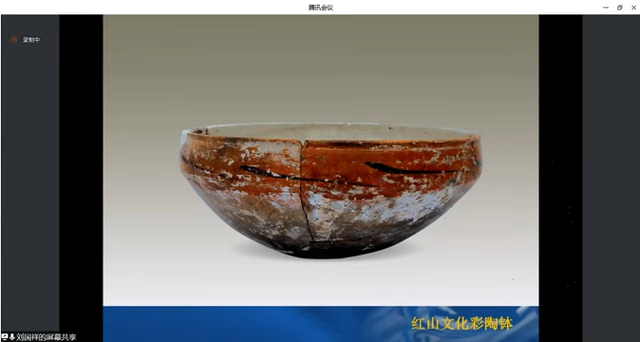 腾讯会议
录制中
红山文化彩陶钵
刘国祥的屏幕共享